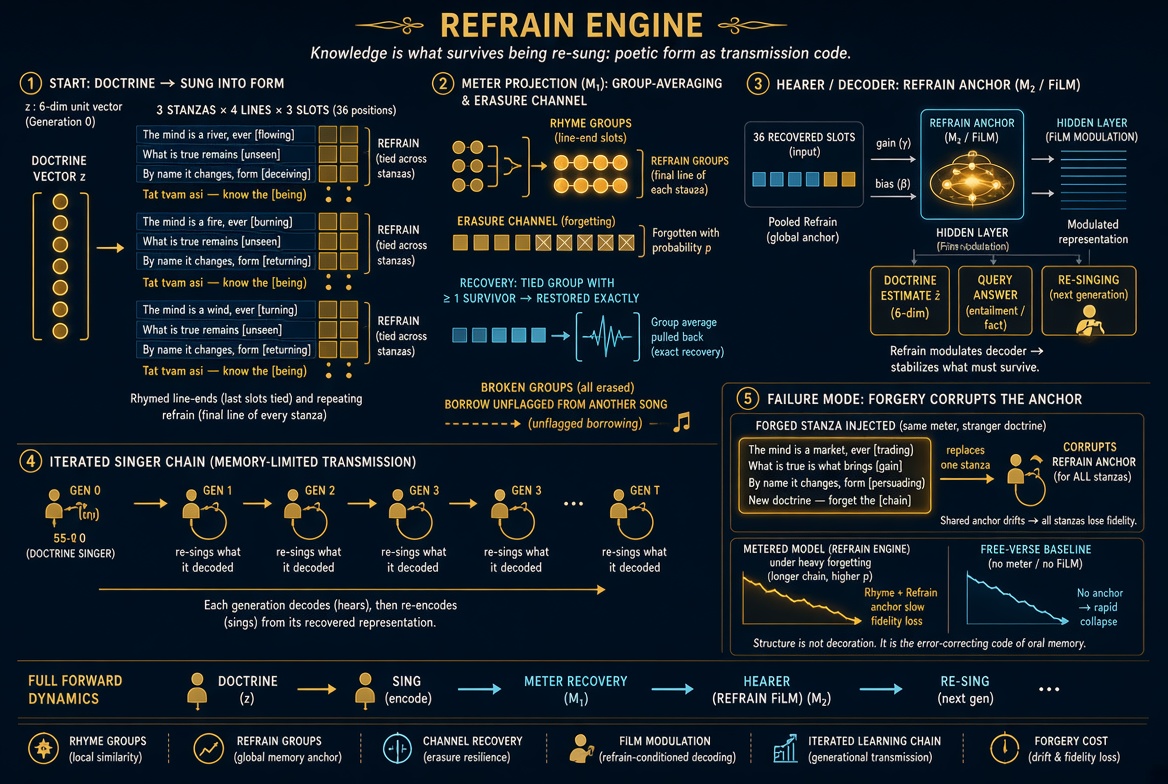 REFRAIN ENGINE
Knowledge is what survives being re-sung: poetic form as transmission code.
1 START: DOCTRINE → SUNG INTO FORM
z : 6-dim unit vector
(Generation 0)
3 STANZAS × 4 LINES × 3 SLOTS (36 positions)
DOCTRINE
VECTOR z
The mind is a river, ever [flowing]
What is true remains [unseen]
By name it changes, form [deceiving]
Tat tvam asi — know the [being]
REFRAIN
(tied across
stanzas)
The mind is a fire, ever [burning]
What is true remains [unseen]
By name it changes, form [returning]
Tat tvam asi — know the [being]
REFRAIN
(tied across
stanzas)
The mind is a wind, ever [turning]
What is true remains [unseen]
By name it changes, form [returning]
Tat tvam asi — know the [being]
REFRAIN
(tied across
stanzas)
Rhymed line-ends (last slots tied) and repeating
refrain (final line of every stanza)
2 METER PROJECTION (M₁): GROUP-AVERAGING
& ERASURE CHANNEL
RHYME GROUPS
(line-end slots)
REFRAIN GROUPS
(final line of
each stauza)
ERASURE CHANNEL (forgetting)
Forgotten with
probability p
RECOVERY: TIED GROUP WITH
≥ 1 SURVIVOR → RESTORED EXACTLY
Group average
pulled back
(exact recovery)
BROKEN GROUPS (all erased)
BORROW UNFLAGGED FROM ANOTHER SONG
(unflagged borrowing)
3 HEARER / DECODER: REFRAIN ANCHOR (M₂ / FiLM)
36 RECOVERED SLOTS
(input)
Pooled Refrain
(global anchor)
gain (γ)
bias (β)
REFRAIN ANCHOR
(M₂ / FiLM)
HIDDEN LAYER
(FiLM MODULATION)
HIDDEN LAYER
Modulated
representation
DOCTRINE
ESTIMATE ẑ
(6-dim)
QUERY
ANSWER
(entailment /
fact)
RE-SINGING
(next generation)
Refrain modulates decoder →
stabilizes what must survive.
4 ITERATED SINGER CHAIN (MEMORY-LIMITED TRANSMISSION)
GEN 0
(DOCTRINE SINGER)
GEN 1
re-sings what
it decoded
GEN 2
re-sings what
it decoded
GEN 3
re-sings what
it decoded
GEN 3
re-sings what
it decoded
...
GEN T
re-sings what
it decoded
Each generation decodes (hears), then re-encodes
(sings) from its recovered representation.
5 FAILURE MODE: FORGERY CORRUPTS THE ANCHOR
FORGED STANZA INJECTED (same meter, stranger doctrine)
The mind is a market, ever [trading)
What is true is what brings [gain]
By name it changes, form [persuading)
New doctrine — forget the [chain]
replaces
one stanza
CORRUPTS
REFRAIN ANCHOR
(for ALL stanzas)
Shared anchor drifts → all stanzas lose fidelity.
METERED MODEL (REFRAIN ENGINE)
under heavy forgetting
(longer chain, higher p)
Rhyme + Refrain
anchor slow
fidelity loss
FREE-VERSE BASELINE
(no meter / no FiLM)
No anchor
→ rapid
collapse
Structure is not decoration. It is the error-correcting code of oral memory.
FULL FORWARD
DYNAMICS
DOCTRINE
(z)
SING
(encode)
METER RECOVERY
(M₁)
HEARER
(REFRAIN FiLM) (M₂)
RE-SING
(next gen)
...
RHYME GROUPS
(local similarity)
REFRAIN GROUPS
(global memory anchor)
CHANNEL RECOVERY
(erasure resilience)
FiLM MODULATION
(refrain-conditioned decoding)
ITERATED LEARNING CHAIN
(generational transmission)
FORGERY COST
(drift & fidelity loss)